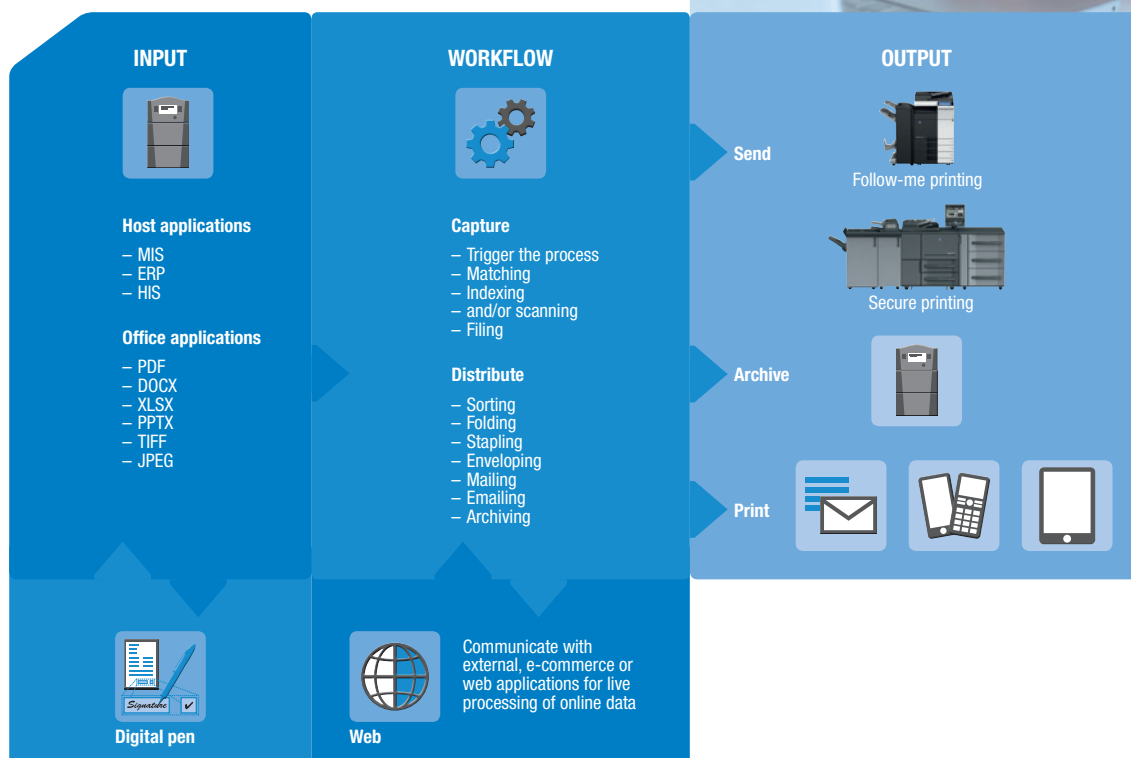 INPUT
Host applications
– MIS
– ERP
– HIS
Office applications
– PDF
– DOCX
– XLSX
– PPTX
– TIFF
– JPEG
Signature
Digital pen
WORKFLOW
Capture
– Trigger the process
– Matching
– Indexing
– and/or scanning
– Filing
Distribute
– Sorting
– Folding
– Stapling
– Enveloping
– Mailing
– Emailing
– Archiving
Web
Communicate with
external, e-commerce or
web applications for live
processing of online data
OUTPUT
Send
Follow-me printing
Secure printing
Archive
Print